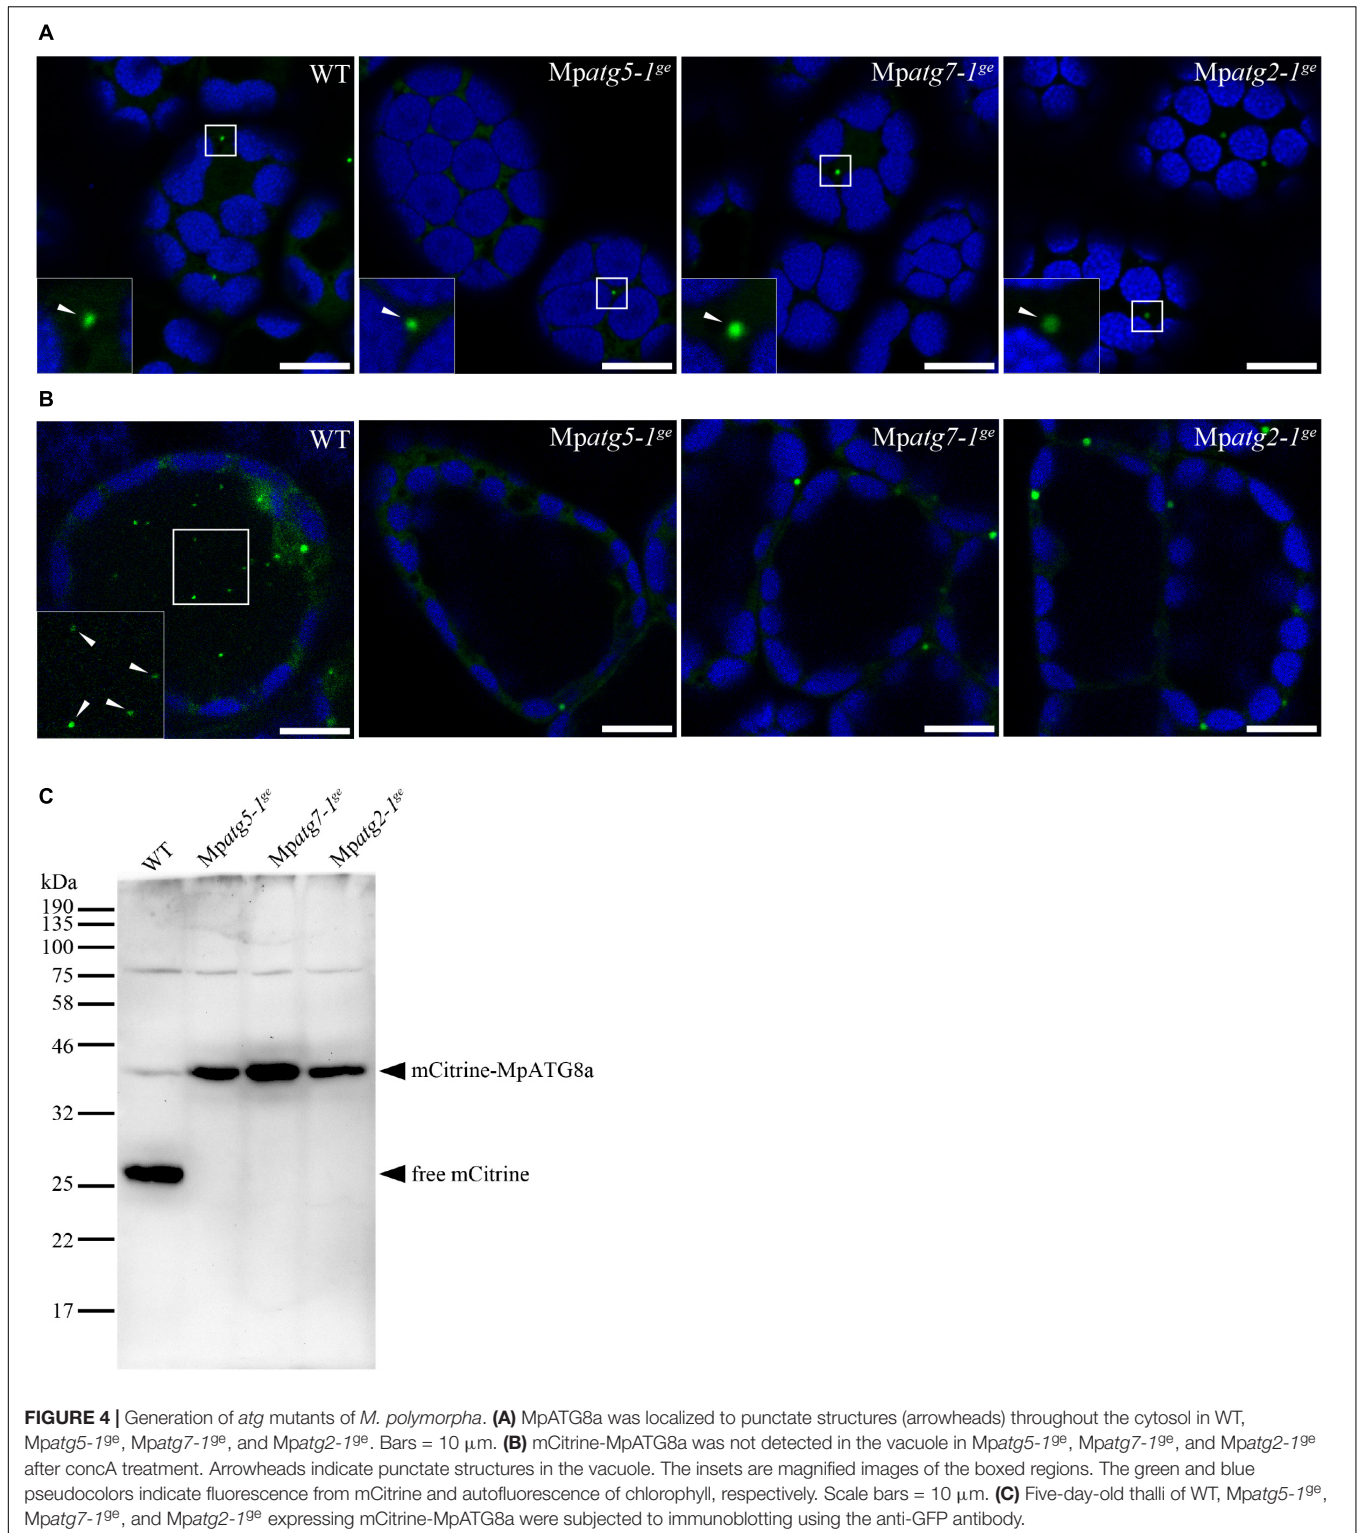 A
WT
Mpatg5-1ge
Mpatg7-1ge
Mpatg2-1ge
B
WT
Mpatg5-1ge
Mpatg7-1ge
Mpatg2-1ge
C
WT
Mpatg5-1ge
Mpatg7-1ge
Mpatg2-1ge
kDa
190
135
100
75
58
46
mCitrine-MpATG8a
32
free mCitrine
25
22
17
FIGURE 4 | Generation of atg mutants of M. polymorpha. (A) MpATG8a was localized to punctate structures (arrowheads) throughout the cytosol in WT,
Mpatg5-1ge, Mpatg7-1ge, and Mpatg2-1ge. Bars = 10 μm. (B) mCitrine-MpATG8a was not detected in the vacuole in Mpatg5-1ge, Mpatg7-1ge, and Mpatg2-1ge
after concA treatment. Arrowheads indicate punctate structures in the vacuole. The insets are magnified images of the boxed regions. The green and blue
pseudocolors indicate fluorescence from mCitrine and autofluorescence of chlorophyll, respectively. Scale bars = 10 μm. (C) Five-day-old thalli of WT, Mpatg5-1ge,
Mpatg7-1ge, and Mpatg2-1ge expressing mCitrine-MpATG8a were subjected to immunoblotting using the anti-GFP antibody.